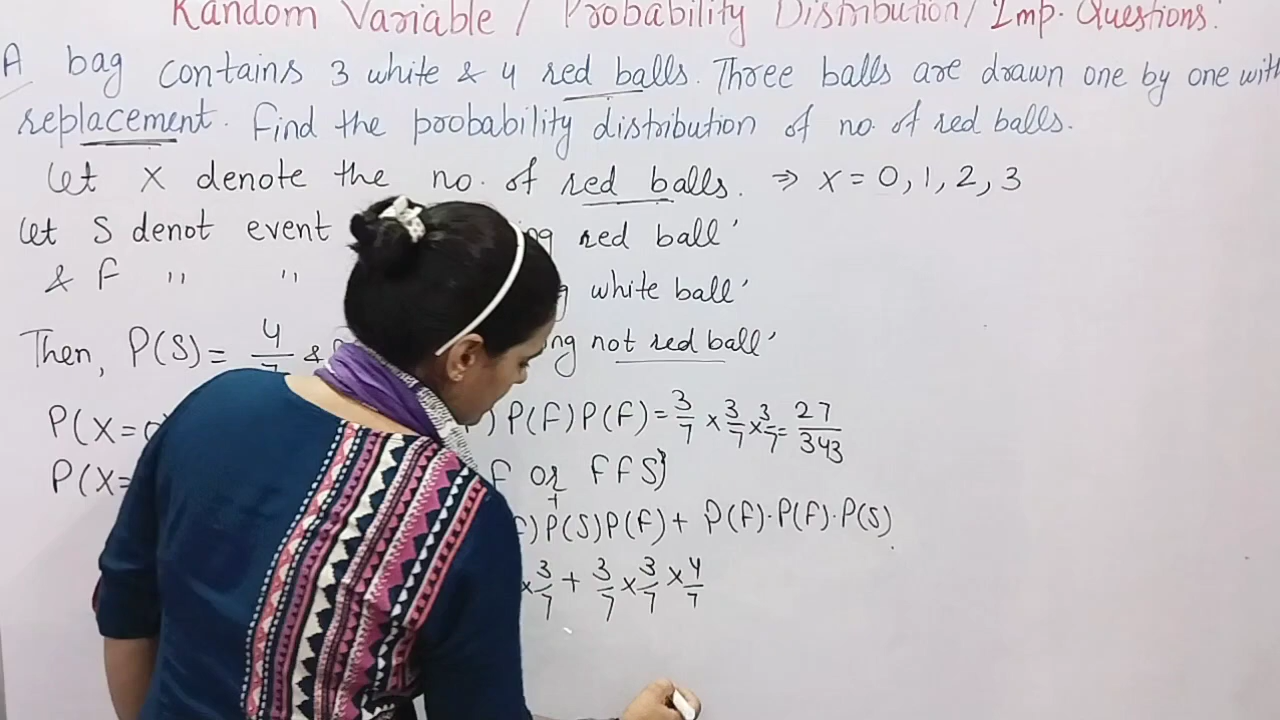 Random Variable / Probability Distribution / Imp. Questions:
A bag contains 3 white & 4 red balls. Three balls are drawn one by one with
replacement. Find the probability distribution of no. of red balls.
Let X denote the no. of red balls. ⇒ X = 0, 1, 2, 3
Let S denot event red ball'
& F " " white ball'
Then, P(S) = 4/7 & not red ball'
P(X=0) P(F) P(F) = 3/7 × 3/7 × 3/7 = 27/343
P(X= F or FFS}
P(S)P(F) + P(F)·P(F)·P(S)
× 3/7 + 3/7 × 3/7 × 4/7